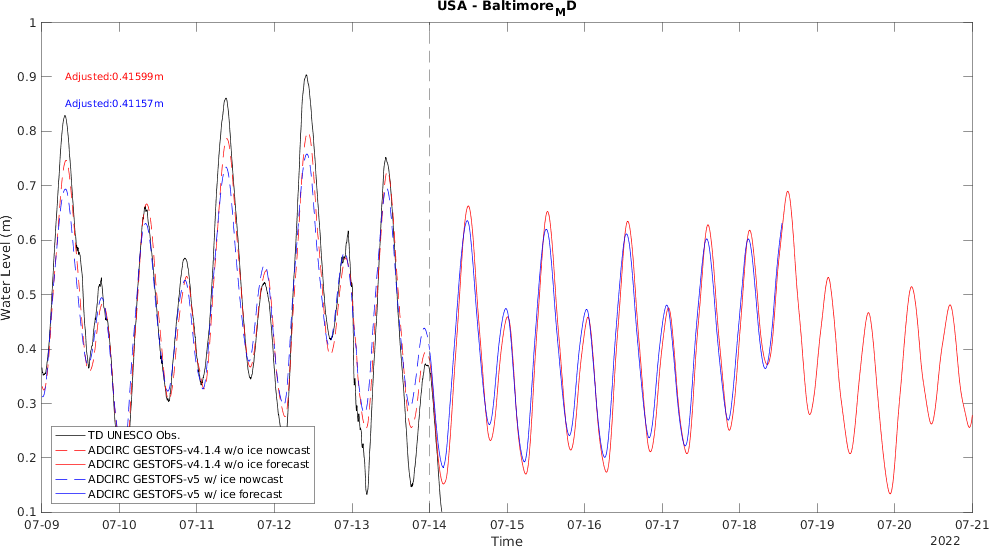 USA - Baltimore_MD
1
0.9
0.8
0.7
0.6
0.5
0.4
0.3
0.2
0.1
Water Level (m)
Adjusted:0.41599m
Adjusted:0.41157m
TD UNESCO Obs.
ADCIRC GESTOFS-v4.1.4 w/o ice nowcast
ADCIRC GESTOFS-v4.1.4 w/o ice forecast
ADCIRC GESTOFS-v5 w/ ice nowcast
ADCIRC GESTOFS-v5 w/ ice forecast
07-09 07-10 07-11 07-12 07-13 07-14 07-15 07-16 07-17 07-18 07-19 07-20 07-21
Time
2022